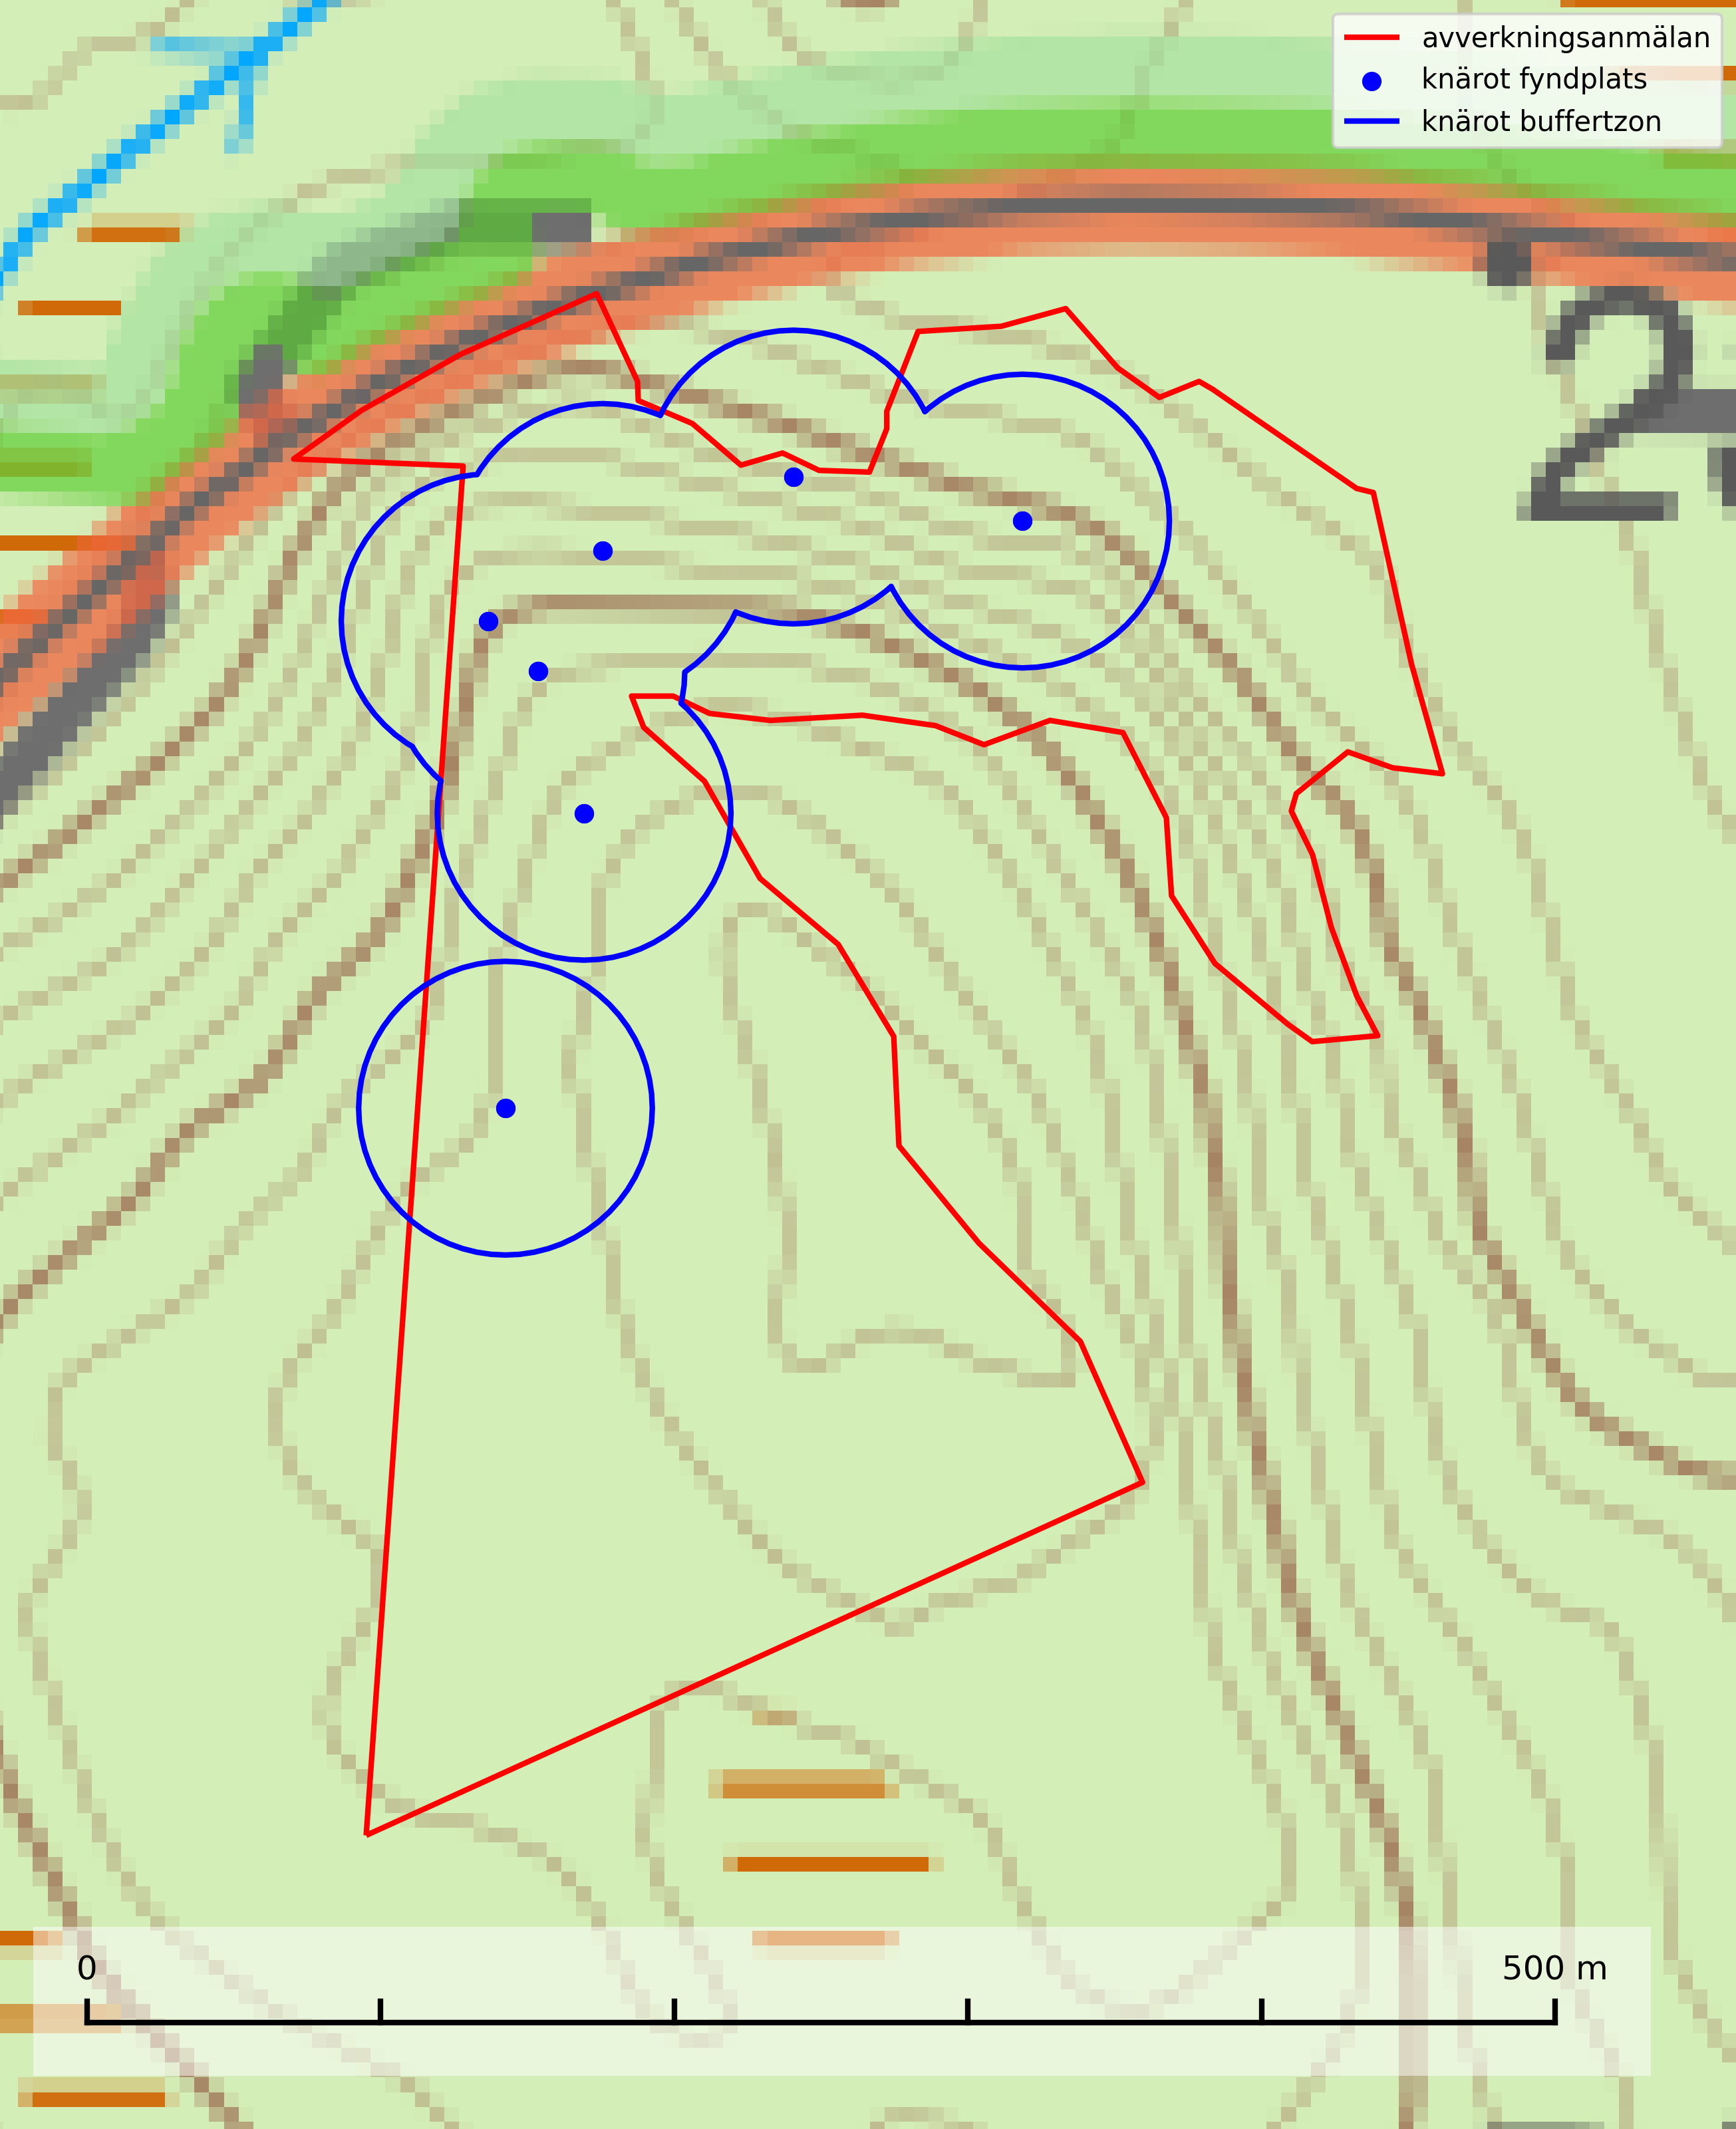 avverkningsanmälan
knärot fyndplats
knärot buffertzon
2
0
500 m